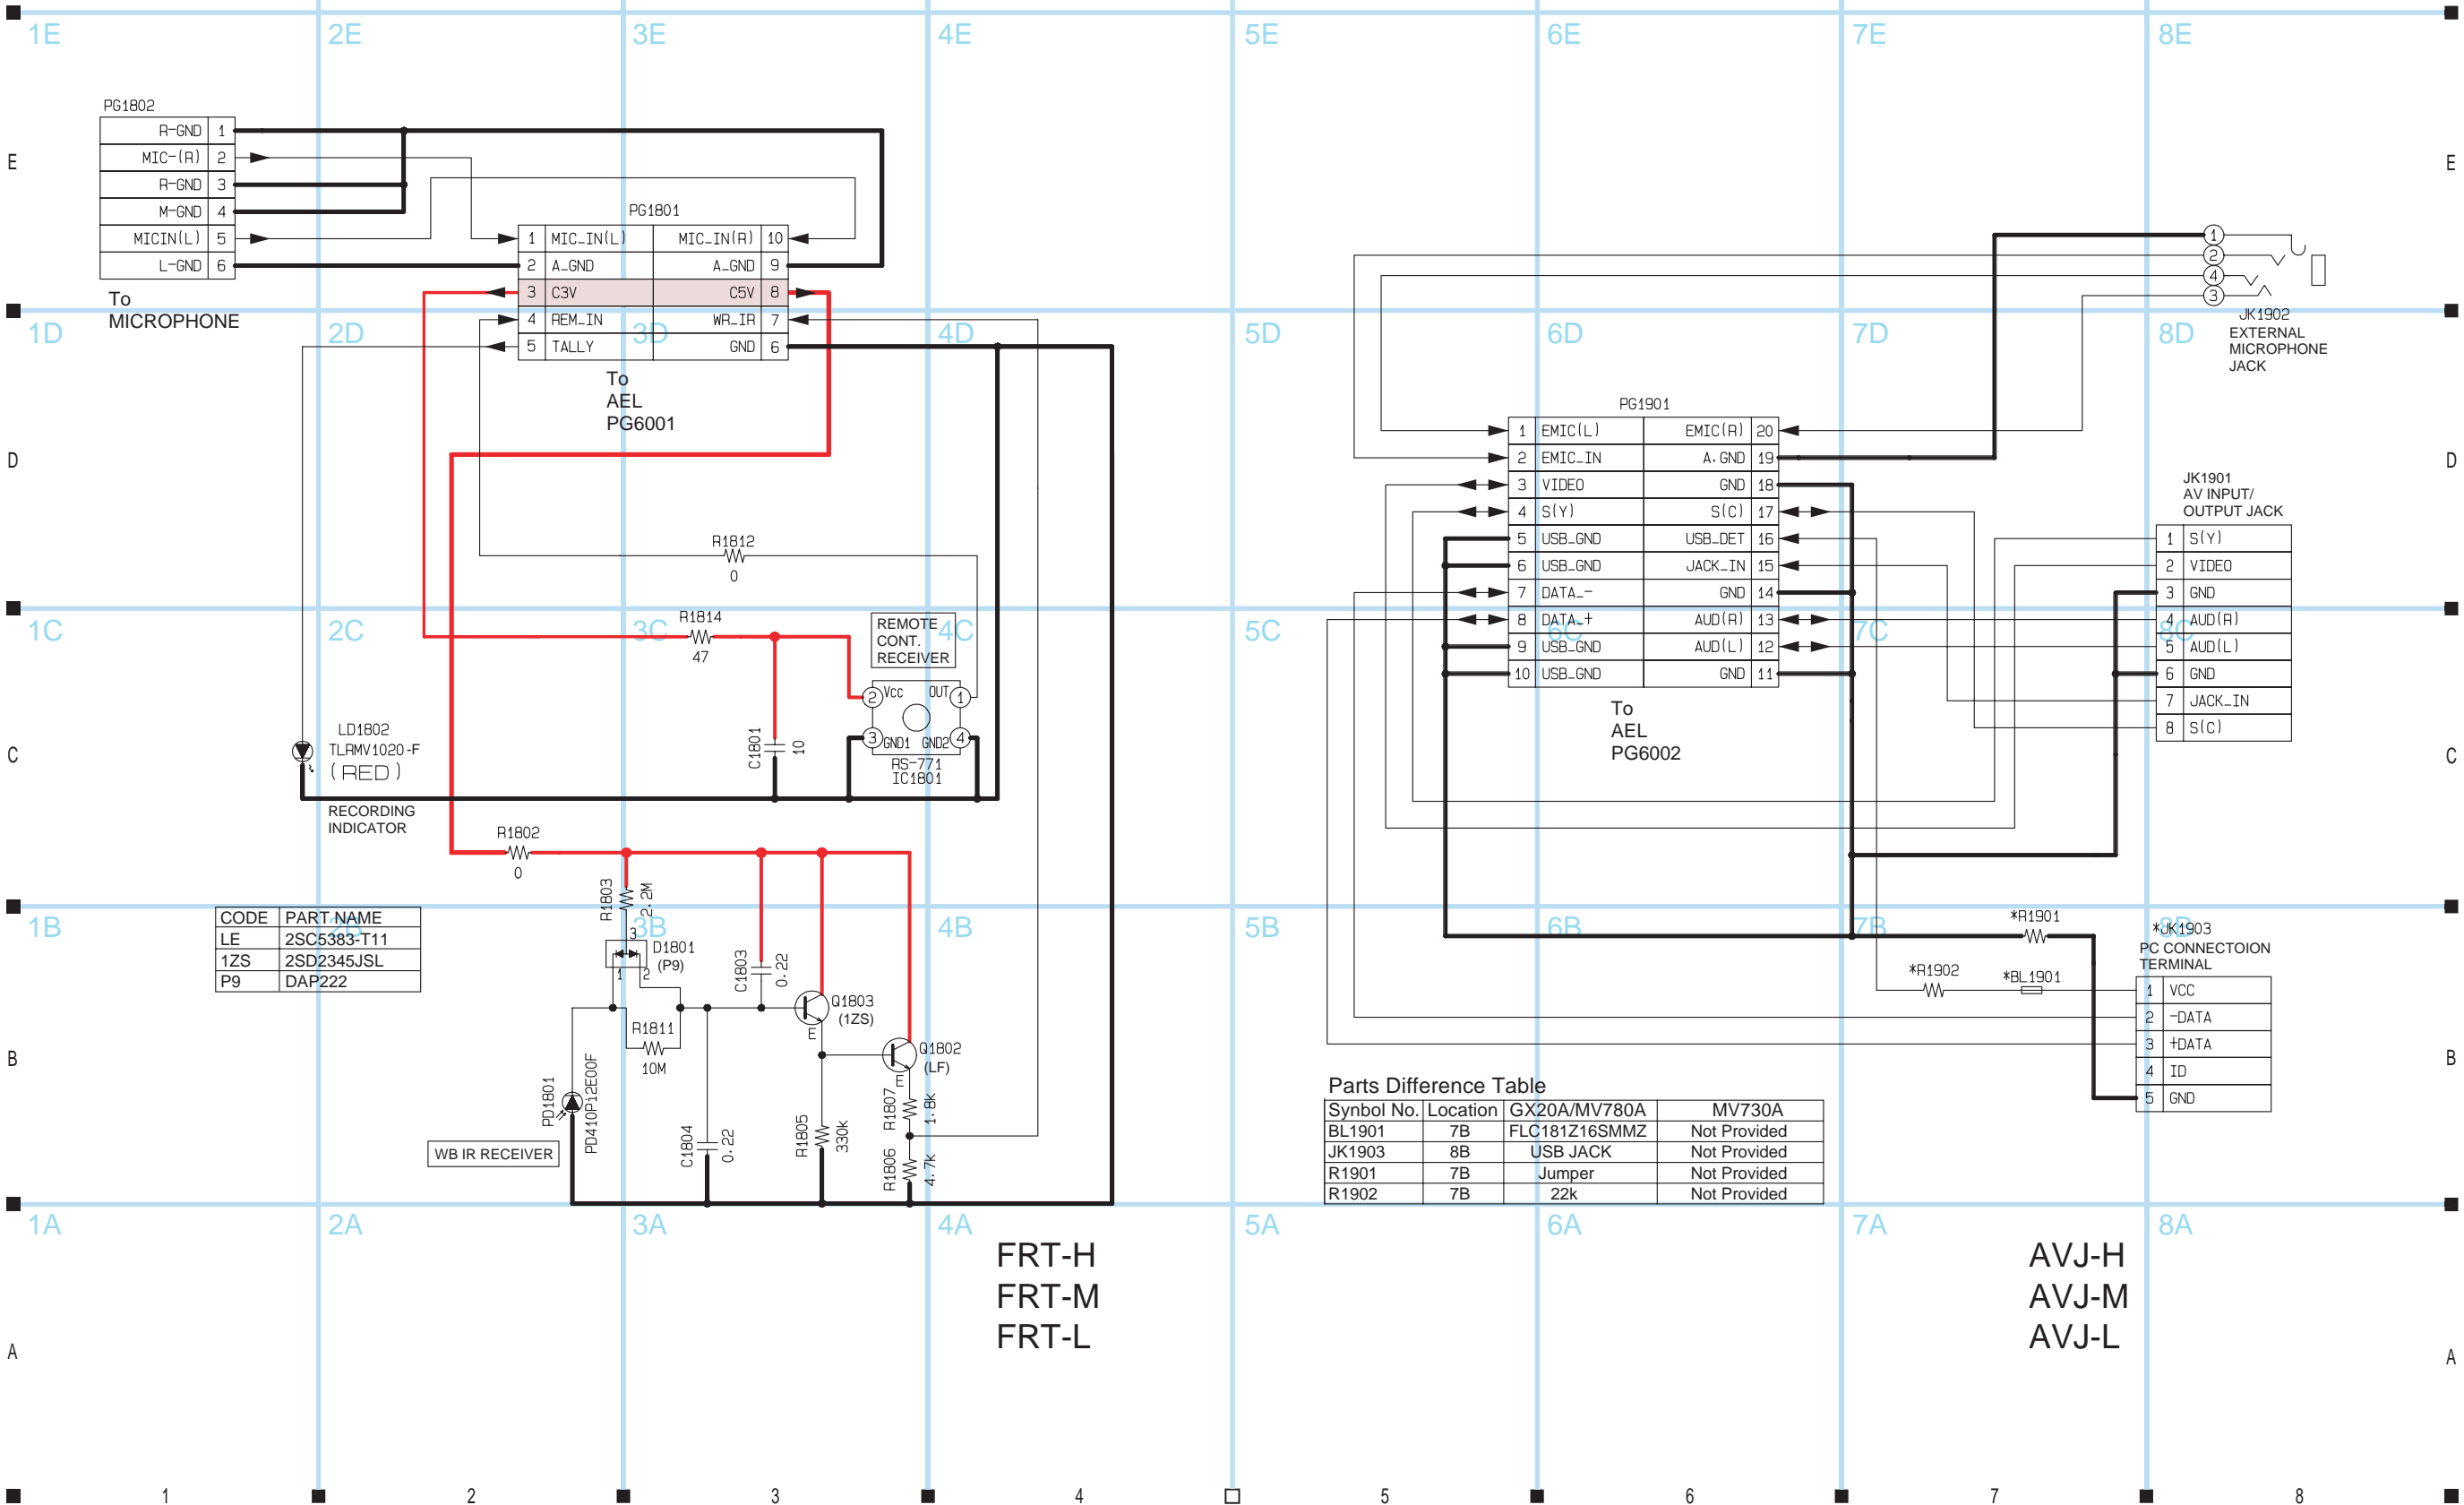 1E 2E 3E 4E 5E 6E 7E 8E
PG1802
R-GND 1
MIC-(R) 2
R-GND 3
M-GND 4
MICIN(L) 5
L-GND 6
To
MICROPHONE
E E
PG1801
1 MIC_IN(L) MIC_IN(R) 10
2 A_GND A_GND 9
3 C3V C5V 8
4 REM_IN WR_IR 7
5 TALLY GND 6
To
AEL
PG6001
1
2
4
3
JK1902
EXTERNAL
MICROPHONE
JACK
1D 2D 3D 4D 5D 6D 7D 8D
D D
PG1901
1 EMIC(L) EMIC(R) 20
2 EMIC_IN A.GND 19
3 VIDEO GND 18
4 S(Y) S(C) 17
5 USB_GND USB_DET 16
6 USB_GND JACK_IN 15
7 DATA_- GND 14
8 DATA_+ AUD(R) 13
9 USB_GND AUD(L) 12
10 USB_GND GND 11
To
AEL
PG6002
JK1901
AV INPUT/
OUTPUT JACK
1 S(Y)
2 VIDEO
3 GND
4 AUD(R)
5 AUD(L)
6 GND
7 JACK_IN
8 S(C)
R1812
0
1C 2C 3C 4C 5C 6C 7C 8C
R1814
47
REMOTE
CONT.
RECEIVER
2 Vcc OUT 1
3 GND1 GND2 4
RS-771
IC1801
C1801
10
LD1802
TLRMV1020-F
(RED)
RECORDING
INDICATOR
C C
R1802
0
R1803
2.2M
CODE PART NAME
LE 2SC5383-T11
1ZS 2SD2345JSL
P9 DAP222
1B 2B 3B 4B 5B 6B 7B 8B
3
D1801
(P9)
1 2
C1803
0.22
Q1803
(1ZS)
E
R1811
10M
Q1802
(LF)
E
PD1801
PD410Pi2E00F
WB IR RECEIVER
C1804
0.22
R1805
330k
R1807
1.8k
R1806
4.7k
B B
*R1901
*R1902
*BL1901
*JK1903
PC CONNECTOION
TERMINAL
1 VCC
2 -DATA
3 +DATA
4 ID
5 GND
Parts Difference Table
Synbol No. Location GX20A/MV780A MV730A
BL1901 7B FLC181Z16SMMZ Not Provided
JK1903 8B USB JACK Not Provided
R1901 7B Jumper Not Provided
R1902 7B 22k Not Provided
1A 2A 3A 4A 5A 6A 7A 8A
FRT-H
FRT-M
FRT-L
AVJ-H
AVJ-M
AVJ-L
A A
1 2 3 4 5 6 7 8